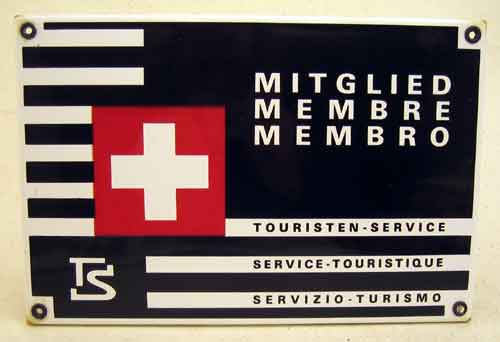 MITGLIED
MEMBRE
MEMBRO
TOURISTEN-SERVICE
SERVICE-TOURISTIQUE
SERVIZIO-TURISMO
TS